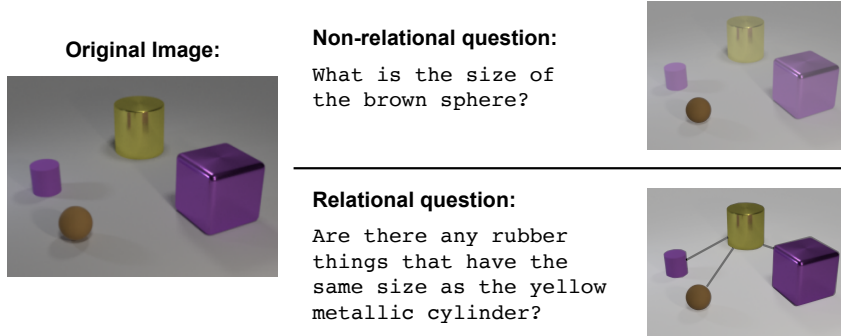 Original Image:
Non-relational question:
What is the size of
the brown sphere?
Relational question:
Are there any rubber
things that have the
same size as the yellow
metallic cylinder?